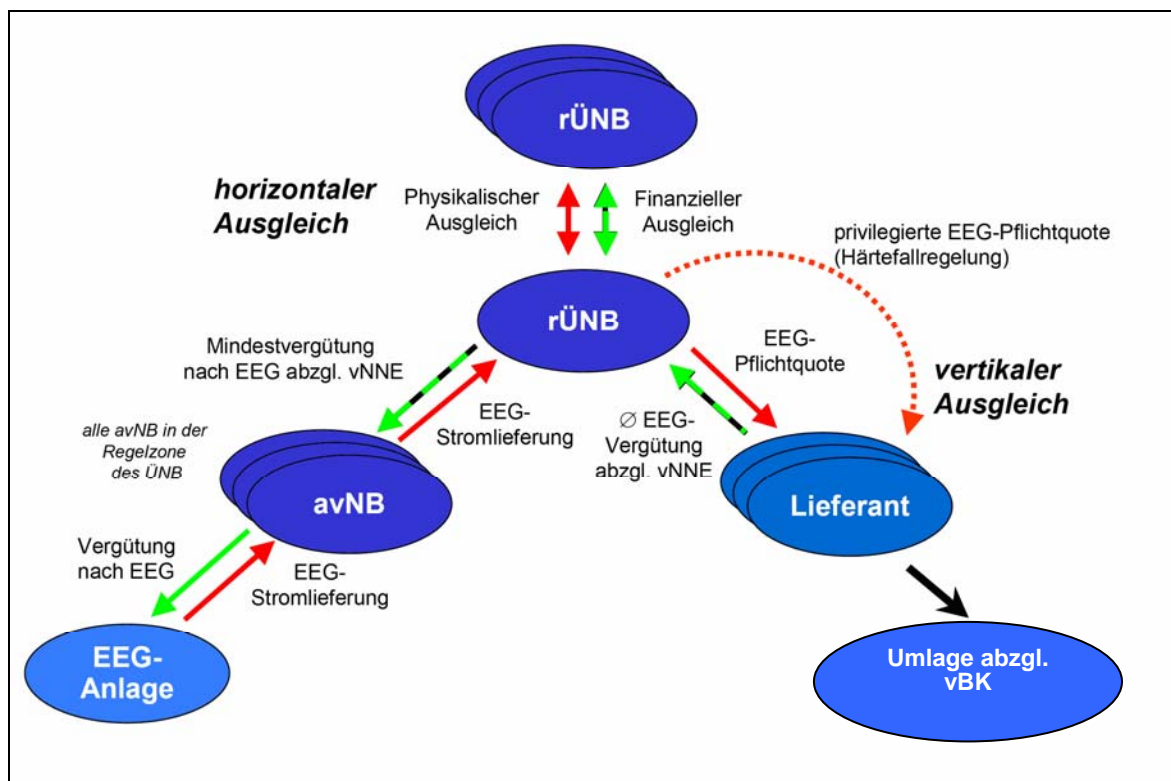 rÜNB
horizontaler
Ausgleich
Physikalischer
Ausgleich
Finanzieller
Ausgleich
privilegierte EEG-Pflichtquote
(Härtefallregelung)
rÜNB
Mindestvergütung
nach EEG abzgl. vNNE
EEG-
Pflichtquote
vertikaler
Ausgleich
EEG-
Stromlieferung
∅ EEG-
Vergütung
abzgl. vNNE
alle avNB in der
Regelzone
des ÜNB
avNB
Lieferant
Vergütung
nach EEG
EEG-
Stromlieferung
EEG-
Anlage
Umlage abzgl.
vBK